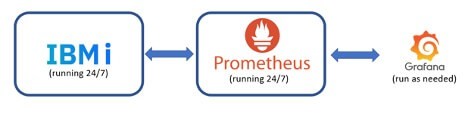 IBM i
(running 24/7)
Prometheus
(running 24/7)
Grafana
(run as needed)